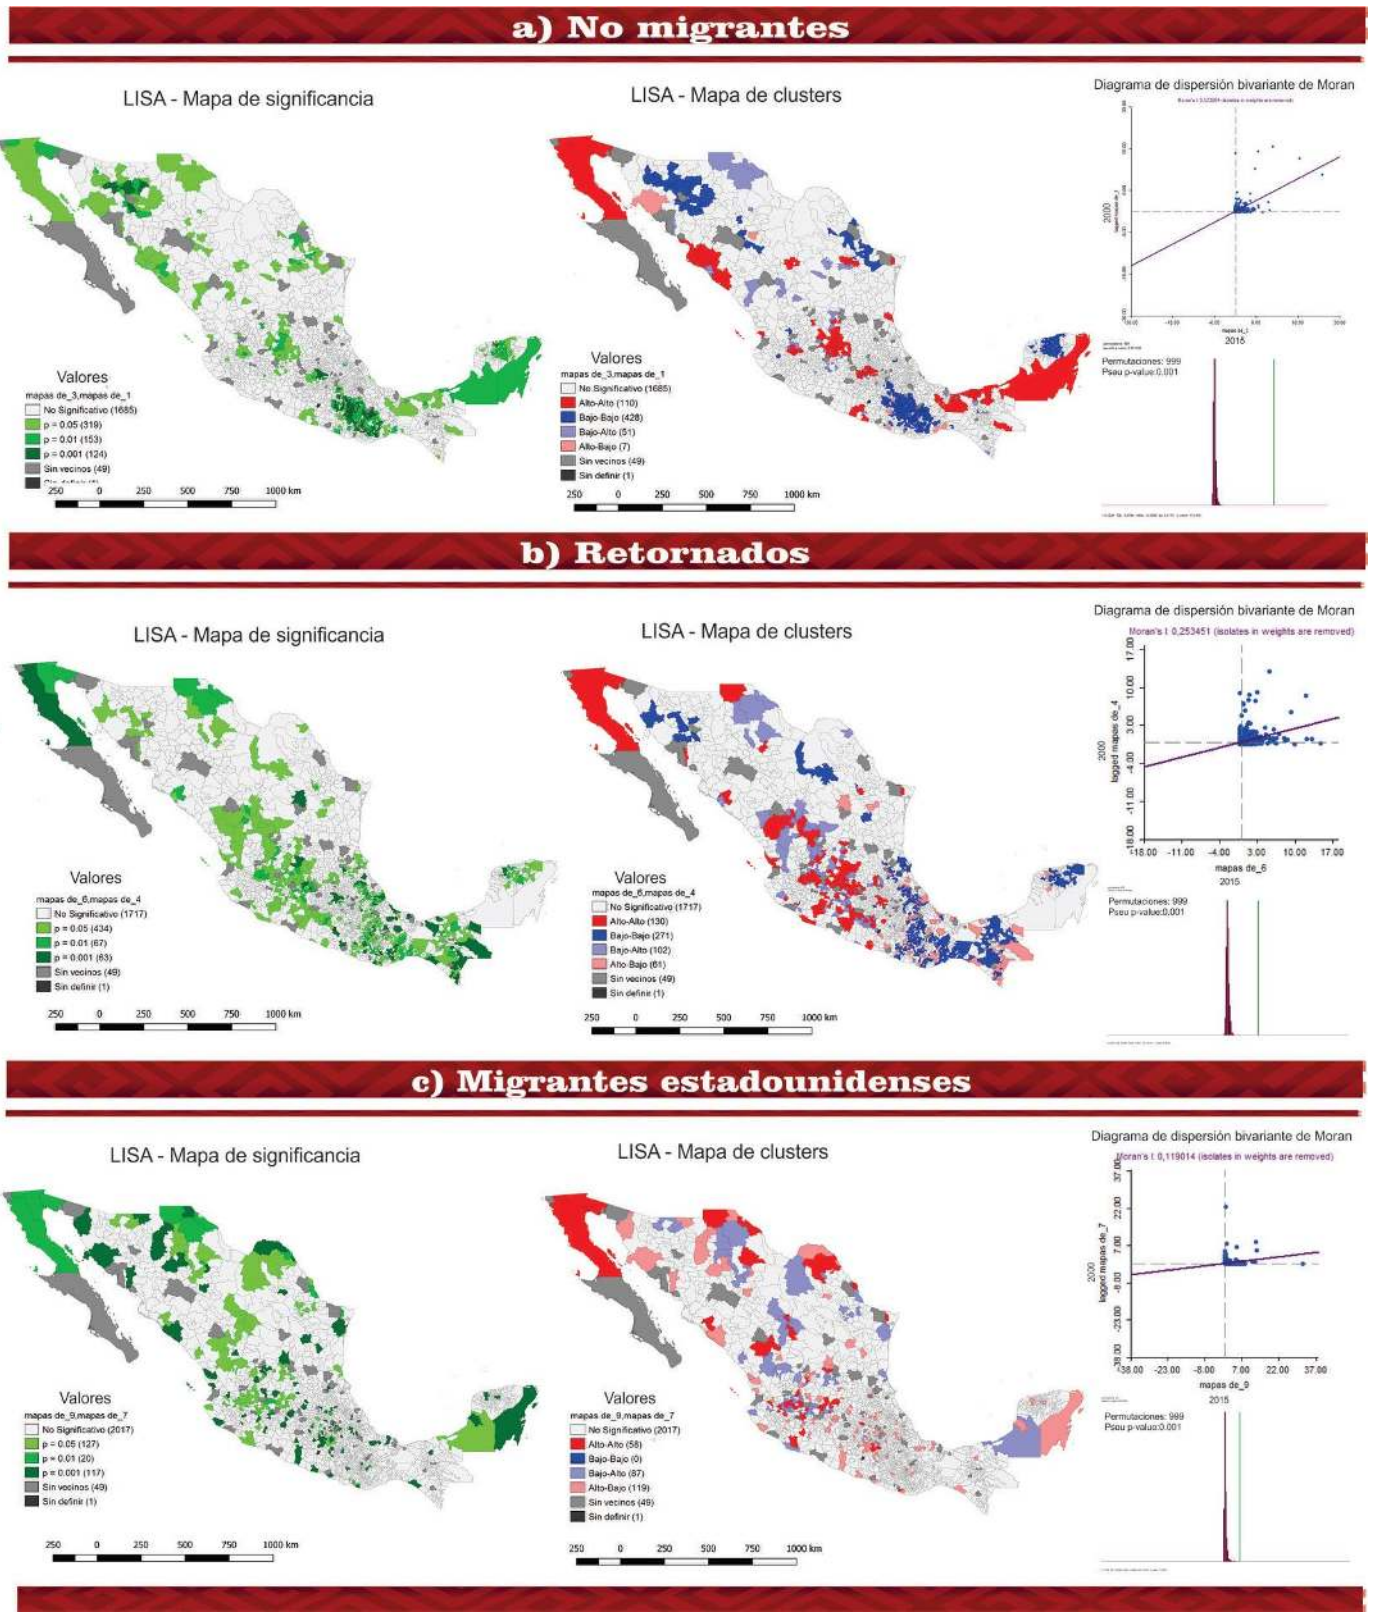 a) No migrantes
LISA - Mapa de significancia
Valores
mapas de_3,mapas de_1
No Significativo (1685)
p = 0.05 (319)
p = 0.01 (153)
p = 0.001 (124)
Sin vecinos (49)
250 0 250 500 750 1000 km
LISA - Mapa de clusters
Valores
No Significativo (1685)
Alto-Alto (110)
Bajo-Bajo (428)
Bajo-Alto (51)
Alto-Bajo (7)
Sin vecinos (49)
Sin definir (1)
250 0 250 500 750 1000 km
Diagrama de dispersión bivariante de Moran
2000
2015
Permutaciones: 999
Pseu p-value:0.001
b) Retornados
LISA - Mapa de significancia
Valores
mapas de_6,mapas de_4
No Significativo (1717)
p = 0.05 (434)
p = 0.01 (67)
p = 0.001 (63)
Sin vecinos (49)
Sin definir (1)
250 0 250 500 750 1000 km
LISA - Mapa de clusters
Valores
mapas de_6,mapas de_4
No Significativo (1717)
Alto-Alto (130)
Bajo-Bajo (271)
Bajo-Alto (102)
Alto-Bajo (61)
Sin vecinos (49)
Sin definir (1)
250 0 250 500 750 1000 km
Diagrama de dispersión bivariante de Moran
Moran's I: 0,253451 (isolates in weights are removed)
17.00
10.00
3.00
-4.00
-11.00
-18.00
2000
lagged mapas de_4
-18.00 -11.00 -4.00 3.00 10.00 17.00
mapas de_6
2015
Permutaciones: 999
Pseu p-value:0.001
c) Migrantes estadounidenses
LISA - Mapa de significancia
Valores
mapas de_9,mapas de_7
No Significativo (2017)
p = 0.05 (127)
p = 0.01 (20)
p = 0.001 (117)
Sin vecinos (49)
Sin definir (1)
250 0 250 500 750 1000 km
LISA - Mapa de clusters
Valores
mapas de_9,mapas de_7
No Significativo (2017)
Alto-Alto (58)
Bajo-Bajo (0)
Bajo-Alto (87)
Alto-Bajo (119)
Sin vecinos (49)
Sin definir (1)
250 0 250 500 750 1000 km
Diagrama de dispersión bivariante de Moran
Moran's I: 0,119014 (isolates in weights are removed)
37.00
22.00
7.00
-8.00
-23.00
-38.00
2000
lagged mapas de_7
-38.00 -23.00 -8.00 7.00 22.00 37.00
mapas de_9
2015
Permutaciones: 999
Pseu p-value:0.001